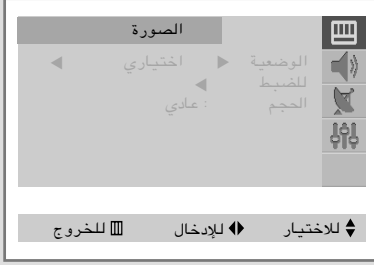 الصورة
الوضعية ▶ اختياري ◀
للضبط ◀
الحجم : عادي
للاختيار للإدخال للخروج